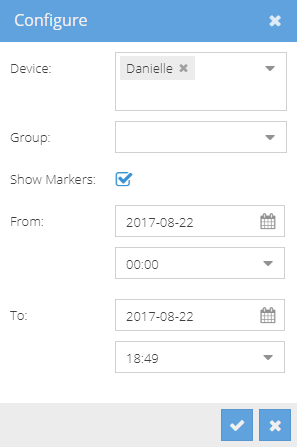 Configure
Device:
Danielle
Group:
Show Markers:
From:
2017-08-22
00:00
To:
2017-08-22
18:49